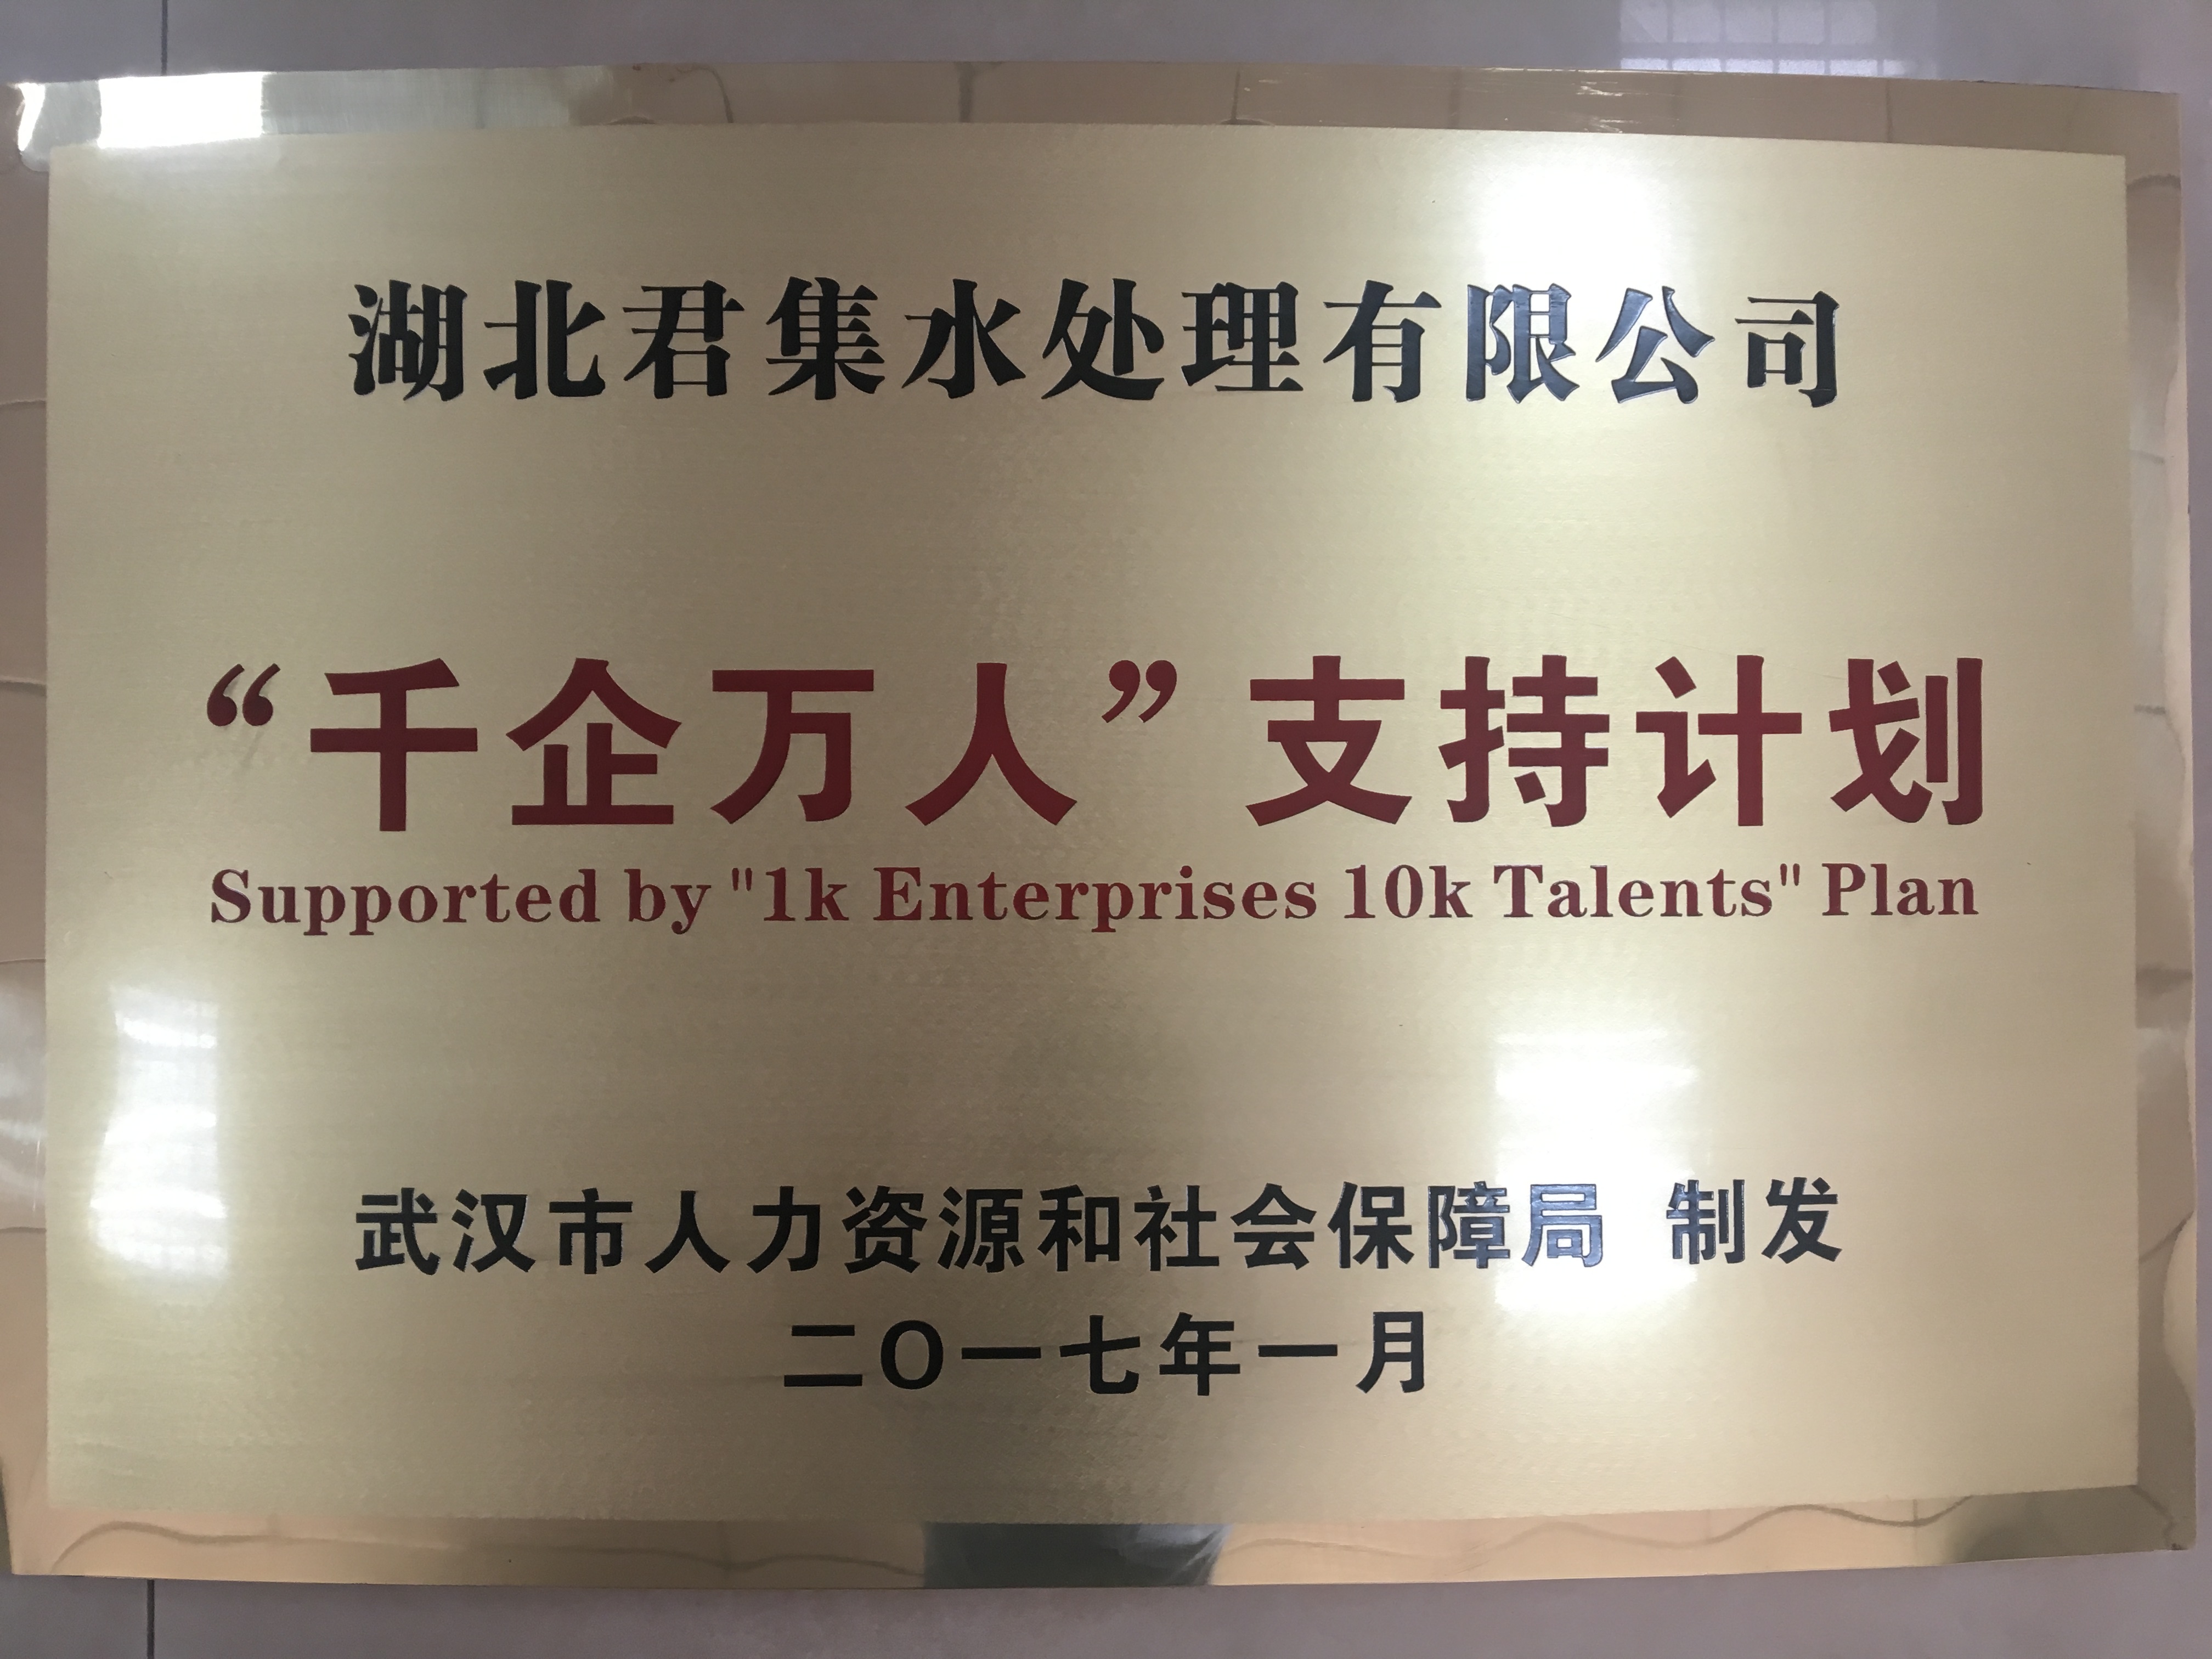 湖北君集水处理有限公司
“千企万人”支持计划
Supported by "1k Enterprises 10k Talents" Plan
武汉市人力资源和社会保障局 制发
二〇一七年一月